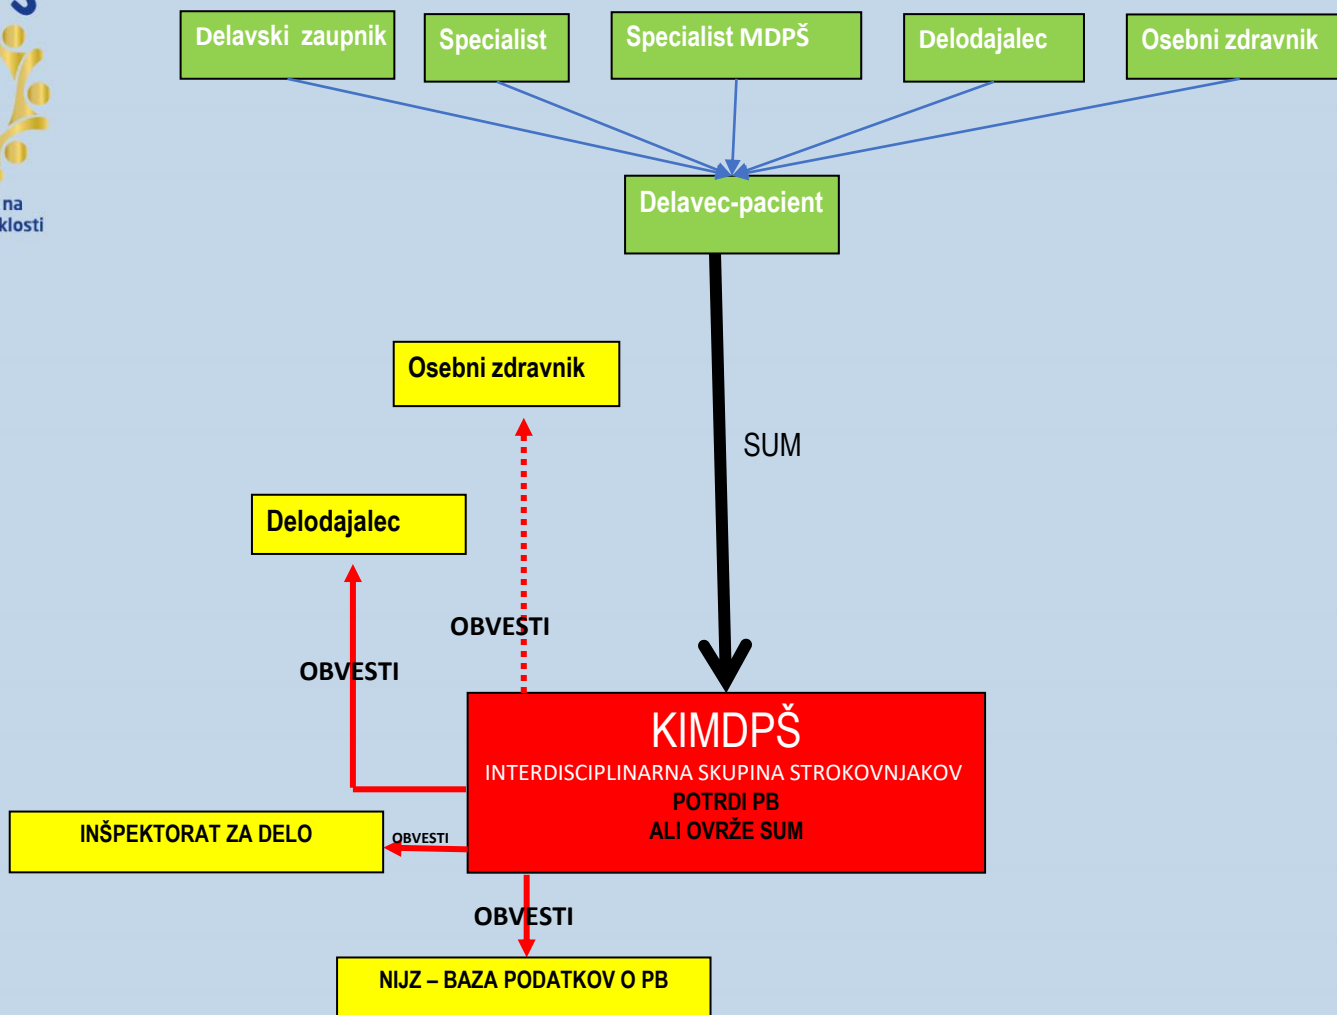 Delavski zaupnik
Specialist
Specialist MDPŠ
Delodajalec
Osebni zdravnik
na
klosti
Delavec-pacient
Osebni zdravnik
SUM
Delodajalec
OBVESTI
OBVESTI
KIMDPŠ
INTERDISCIPLINARNA SKUPINA STROKOVNJAKOV
POTRDI PB
ALI OVRŽE SUM
INŠPEKTORAT ZA DELO
OBVESTI
OBVESTI
NIJZ – BAZA PODATKOV O PB